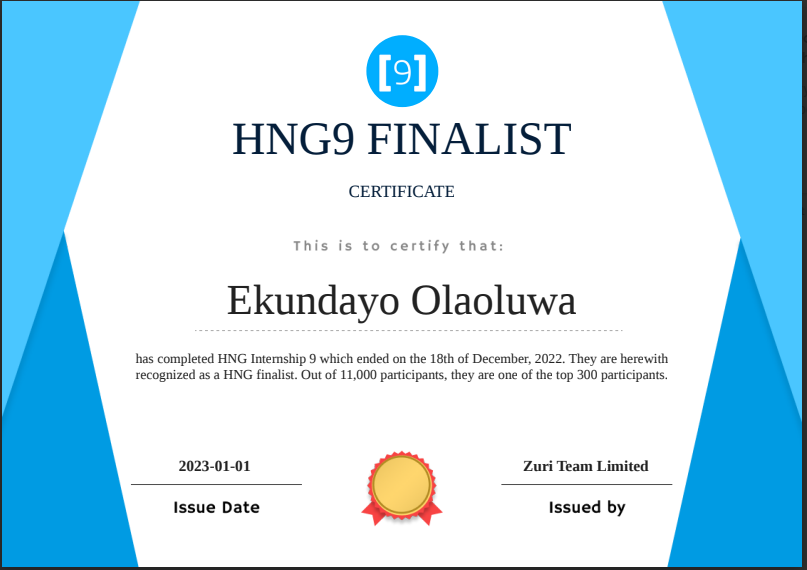 [9]
HNG9 FINALIST
CERTIFICATE
This is to certify that:
Ekundayo Olaoluwa
has completed HNG Internship 9 which ended on the 18th of December, 2022. They are herewith
recognized as a HNG finalist. Out of 11,000 participants, they are one of the top 300 participants.
2023-01-01
Zuri Team Limited
Issue Date
Issued by